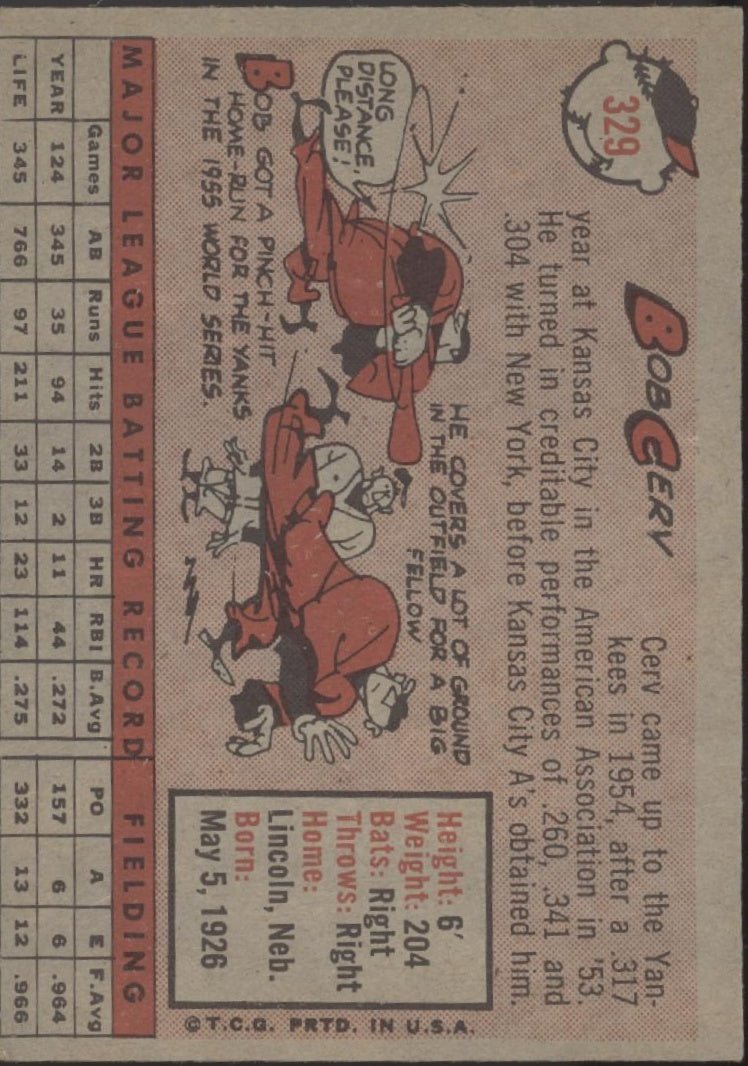 329
BOB CERV
Cerv came up to the Yan-
kees in 1954, after a .317
year at Kansas City in the American Association in '53.
He turned in creditable performances of .260, .341 and
.304 with New York, before Kansas City A's obtained him.
LONG
DISTANCE,
PLEASE!
BOB GOT A PINCH-HIT
HOME-RUN FOR THE YANKS
IN THE 1955 WORLD SERIES.
HE COVERS A LOT OF GROUND
IN THE OUTFIELD FOR A BIG
FELLOW
Height: 6'
Weight: 204
Bats: Right
Throws: Right
Home:
Lincoln, Neb.
Born:
May 5, 1926
©T.C.G. PRTD. IN U.S.A.
MAJOR LEAGUE BATTING RECORD FIELDING
Games AB Runs Hits 2B 3B HR RBI B.Avg PO A E F.Avg
YEAR 124 345 35 94 14 2 11 44 .272 157 6 6 .964
LIFE 345 766 97 211 33 12 23 114 .275 332 13 12 .966